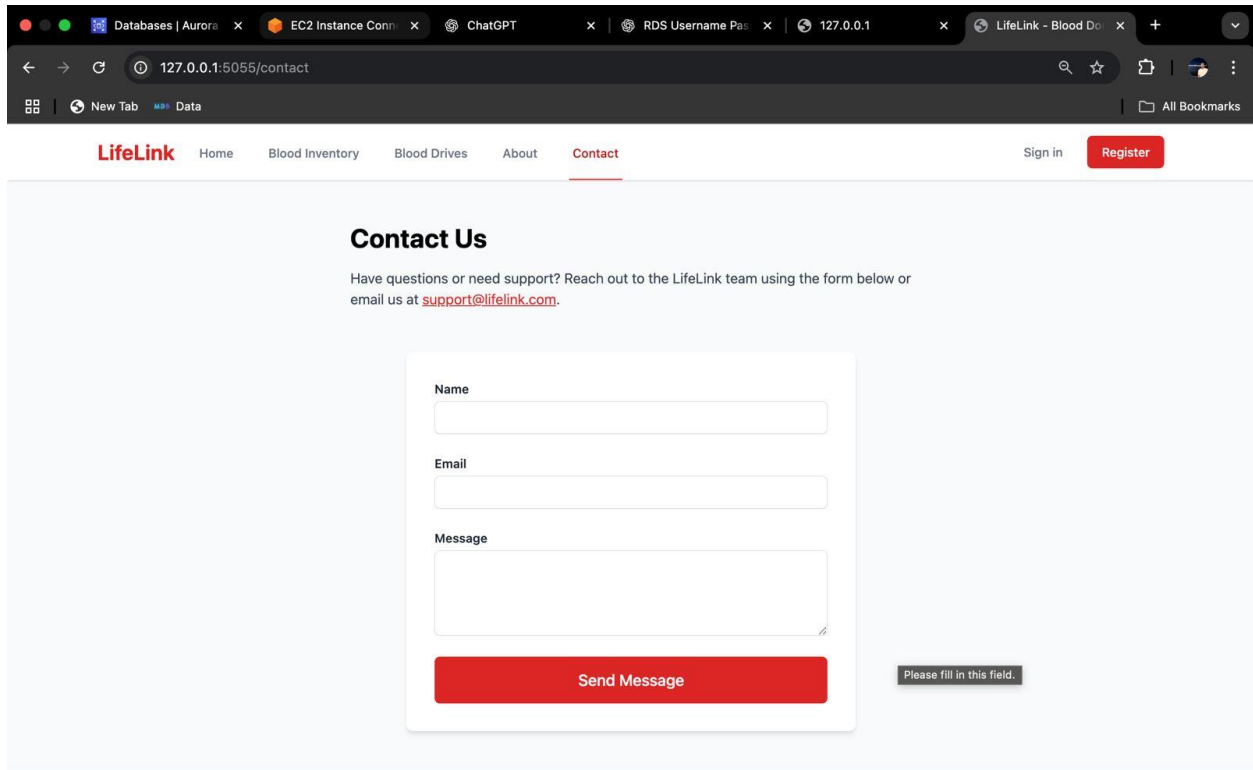 Databases | Aurora
EC2 Instance Conn
ChatGPT
RDS Username Pas
127.0.0.1
LifeLink - Blood Do
127.0.0.1:5055/contact
New Tab
MDS
Data
All Bookmarks
LifeLink
Home
Blood Inventory
Blood Drives
About
Contact
Sign in
Register
Contact Us
Have questions or need support? Reach out to the LifeLink team using the form below or
email us at support@lifelink.com.
Name
Email
Message
Send Message
Please fill in this field.